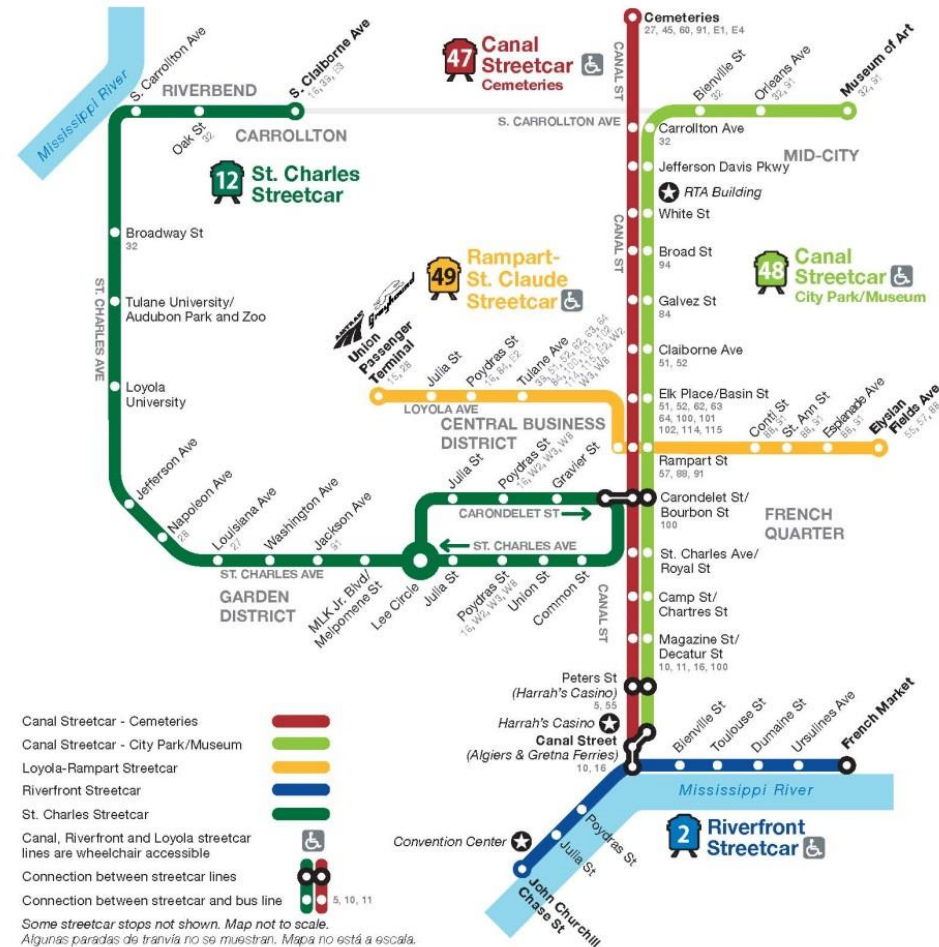 Cemeteries
27, 45, 60, 91, E1, E4
47 Canal
Streetcar
Cemeteries
CANAL ST
Bienville St
32
Orleans Ave
32, 91
Museum of Art
32, 91
S. Carrollton Ave
RIVERBEND
S. Claiborne Ave
16, 39, E3
Oak St
32
CARROLLTON
Mississippi River
S. CARROLLTON AVE
Carrollton Ave
32
MID-CITY
Jefferson Davis Pkwy
RTA Building
White St
12 St. Charles
Streetcar
Broadway St
32
ST. CHARLES AVE
Tulane University/
Audubon Park and Zoo
Loyola
University
CANAL ST
Broad St
94
Galvez St
84
Claiborne Ave
51, 52
48 Canal
Streetcar
City Park/Museum
49 Rampart-
St. Claude
Streetcar
AMTRAK
Greyhound
Union
Passenger
Terminal
15, 28
Julia St
Poydras St
Tulane Ave
LOYOLA AVE
CENTRAL BUSINESS
DISTRICT
Elk Place/Basin St
51, 52, 62, 63
64, 100, 101
102, 114, 115
Conti St
88, 91
St. Ann St
88, 91
Esplanade Ave
88, 91
Elysian
Fields Ave
55, 57, 88
Rampart St
57, 88, 91
Jefferson Ave
Napoleon Ave
28
Louisiana Ave
27
Washington Ave
Jackson Ave
91
ST. CHARLES AVE
GARDEN
DISTRICT
MLK Jr. Blvd/
Melpomene St
Lee Circle
Julia St
Poydras St
16, W2, W3, W8
Gravier St
CARONDELET ST
ST. CHARLES AVE
Julia St
Poydras St
16, W2, W3, W8
Union St
Common St
CANAL ST
Carondelet St/
Bourbon St
100
FRENCH
QUARTER
St. Charles Ave/
Royal St
Camp St/
Chartres St
Magazine St/
Decatur St
10, 11, 16, 100
Peters St
(Harrah's Casino)
5, 55
Harrah's Casino
Canal Street
(Algiers & Gretna Ferries)
10, 16
Bienville St
Toulouse St
Dumaine St
Ursulines Ave
French Market
Mississippi River
2 Riverfront
Streetcar
Convention Center
Poydras St
Julia St
John Churchill
Chase St
Canal Streetcar - Cemeteries
Canal Streetcar - City Park/Museum
Loyola-Rampart Streetcar
Riverfront Streetcar
St. Charles Streetcar
Canal, Riverfront and Loyola streetcar
lines are wheelchair accessible
Connection between streetcar lines
Connection between streetcar and bus line 5, 10, 11
Some streetcar stops not shown. Map not to scale.
Algunas paradas de tranvía no se muestran. Mapa no está a escala.